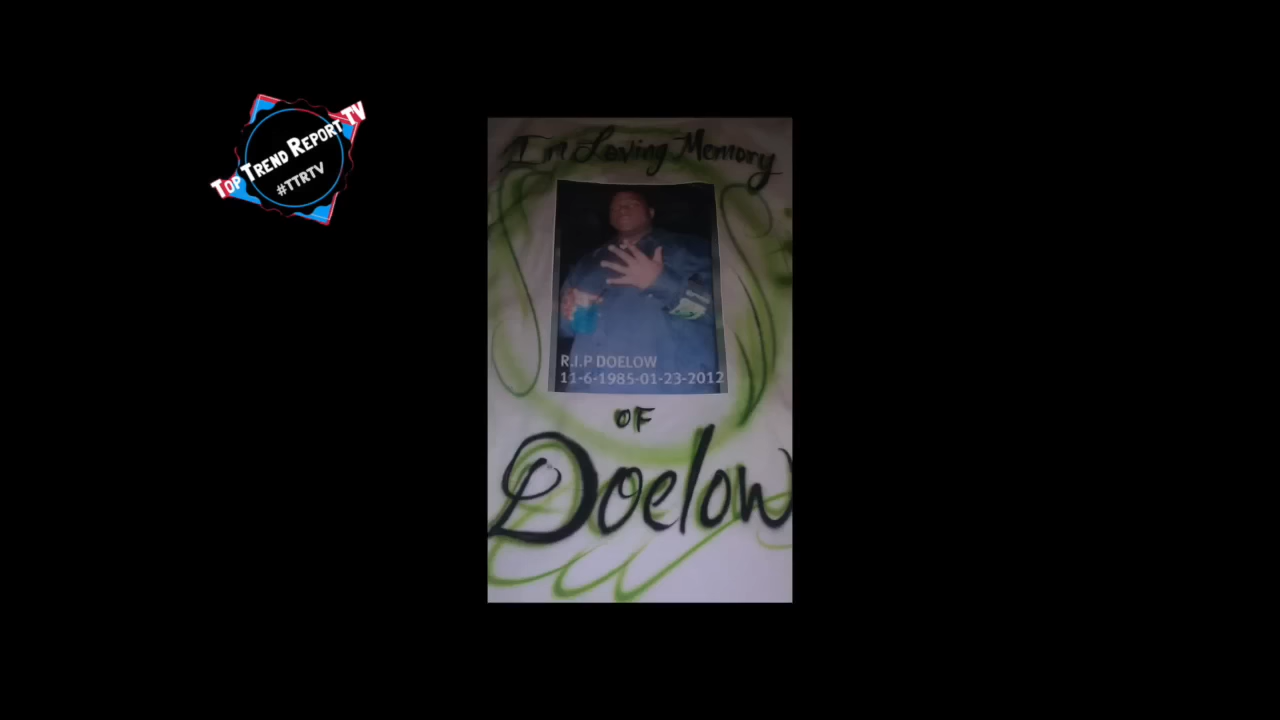 TOP TREND REPORT TV
#TTRTV
In Loving Memory
R.I.P DOELOW
11-6-1985-01-23-2012
OF
Doelow